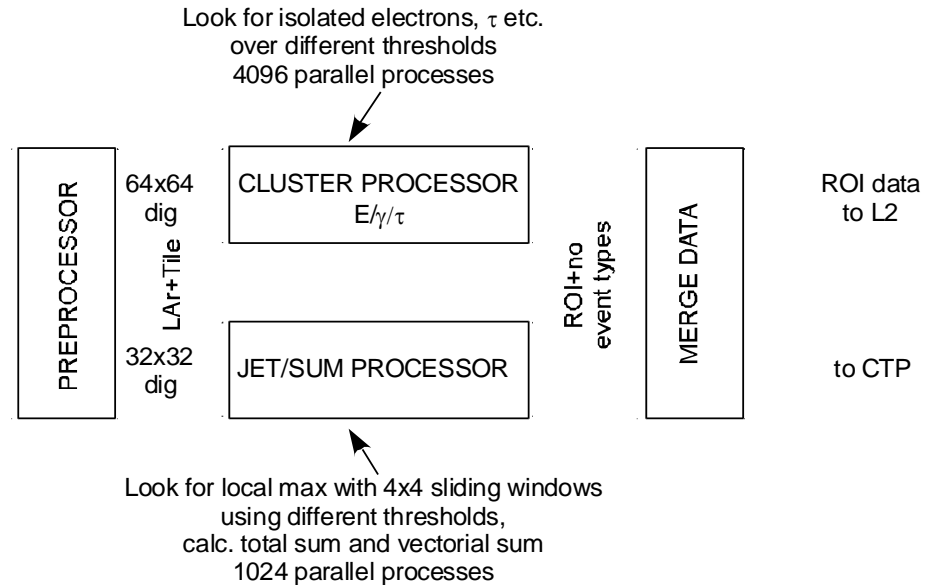 Look for isolated electrons, τ etc.
over different thresholds
4096 parallel processes
PREPROCESSOR
64x64
dig
LAr+Tile
32x32
dig
CLUSTER PROCESSOR
E/γ/τ
JET/SUM PROCESSOR
ROI+no
event types
MERGE DATA
ROI data
to L2
to CTP
Look for local max with 4x4 sliding windows
using different thresholds,
calc. total sum and vectorial sum
1024 parallel processes